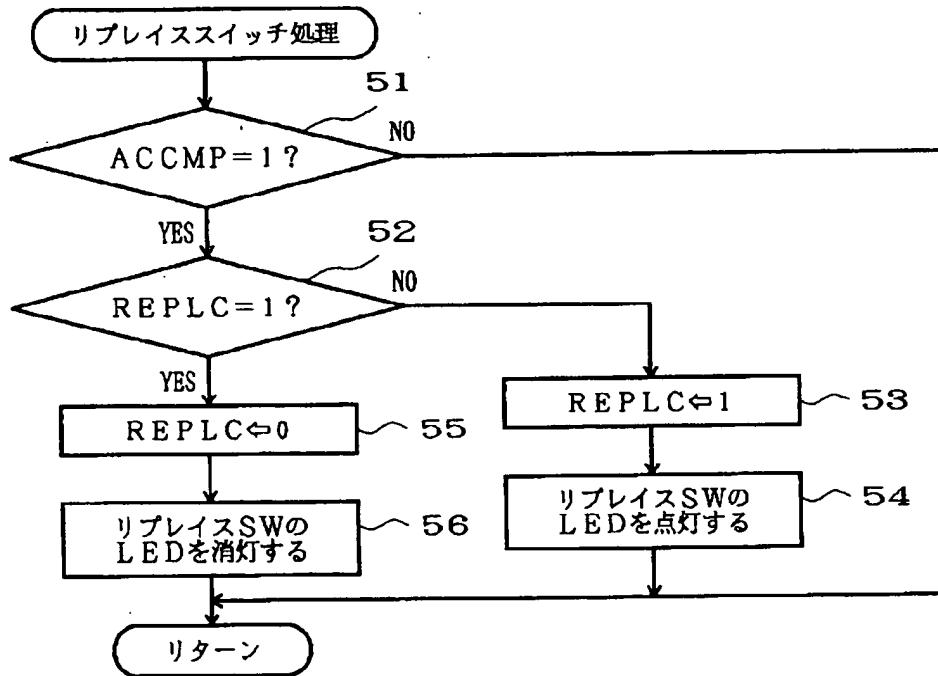 リプレイススイッチ処理
51
ACCMP=1?
NO
YES
52
REPLC=1?
NO
YES
REPLC⇦0
55
REPLC⇦1
53
リプレイスSWの
LEDを消灯する
56
リプレイスSWの
LEDを点灯する
54
リターン